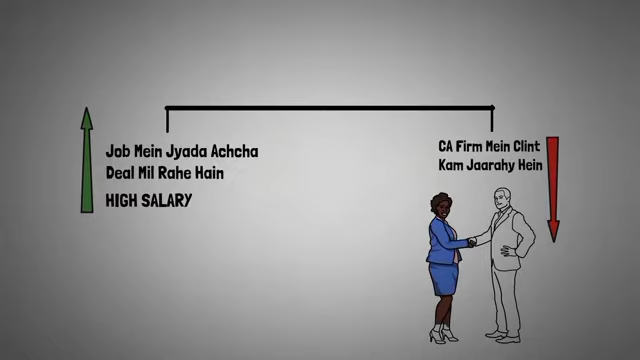 Job Mein Jyada Achcha
Deal Mil Rahe Hain
HIGH SALARY
CA Firm Mein Clint
Kam Jaarahy Hein